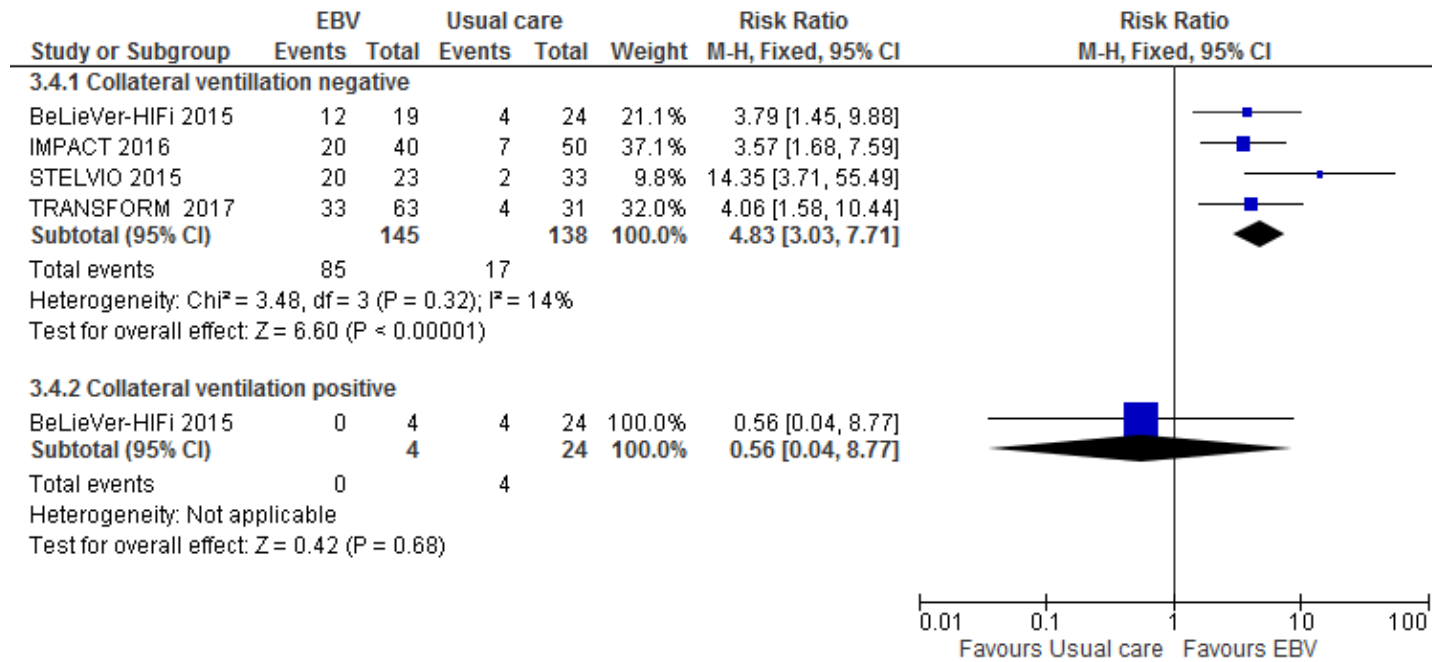 EBV Usual care Risk Ratio Risk Ratio
Study or Subgroup Events Total Events Total Weight M-H, Fixed, 95% CI M-H, Fixed, 95% CI
3.4.1 Collateral ventillation negative
BeLieVer-HIFi 2015 12 19 4 24 21.1% 3.79 [1.45, 9.88]
IMPACT 2016 20 40 7 50 37.1% 3.57 [1.68, 7.59]
STELVIO 2015 20 23 2 33 9.8% 14.35 [3.71, 55.49]
TRANSFORM 2017 33 63 4 31 32.0% 4.06 [1.58, 10.44]
Subtotal (95% CI) 145 138 100.0% 4.83 [3.03, 7.71]
Total events 85 17
Heterogeneity: Chi² = 3.48, df = 3 (P = 0.32); I² = 14%
Test for overall effect: Z = 6.60 (P < 0.00001)
3.4.2 Collateral ventilation positive
BeLieVer-HIFi 2015 0 4 4 24 100.0% 0.56 [0.04, 8.77]
Subtotal (95% CI) 4 24 100.0% 0.56 [0.04, 8.77]
Total events 0 4
Heterogeneity: Not applicable
Test for overall effect: Z = 0.42 (P = 0.68)
0.01 0.1 1 10 100
Favours Usual care Favours EBV